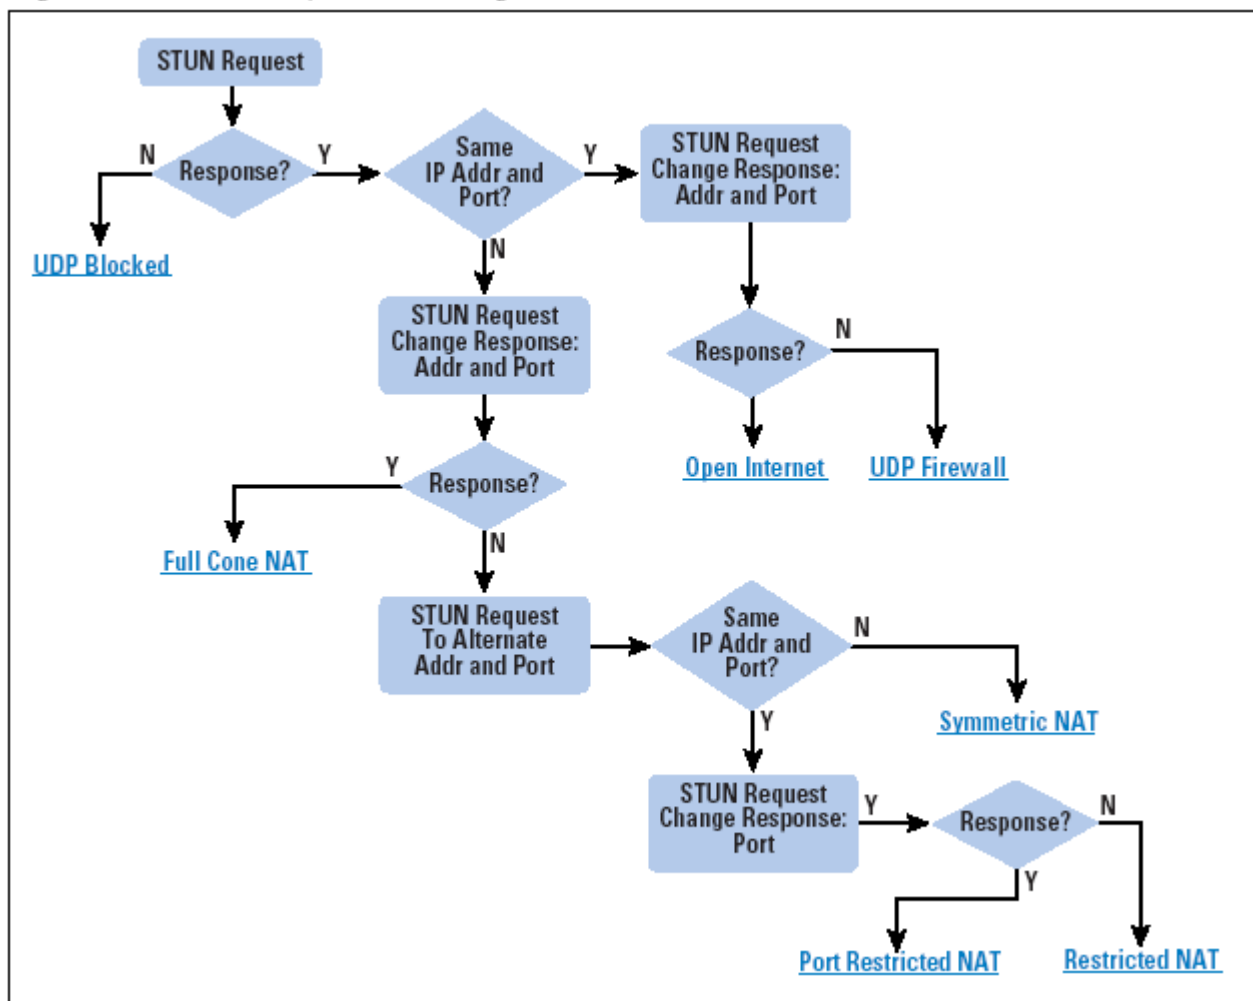 STUN Request
Response?
N
Y
Same
IP Addr and
Port?
Y
STUN Request
Change Response:
Addr and Port
UDP Blocked
N
STUN Request
Change Response:
Addr and Port
Response?
N
Open Internet
UDP Firewall
Y
Response?
Full Cone NAT
N
STUN Request
To Alternate
Addr and Port
Same
IP Addr and
Port?
N
Symmetric NAT
Y
STUN Request
Change Response:
Port
Y
Response?
N
Y
Port Restricted NAT
Restricted NAT